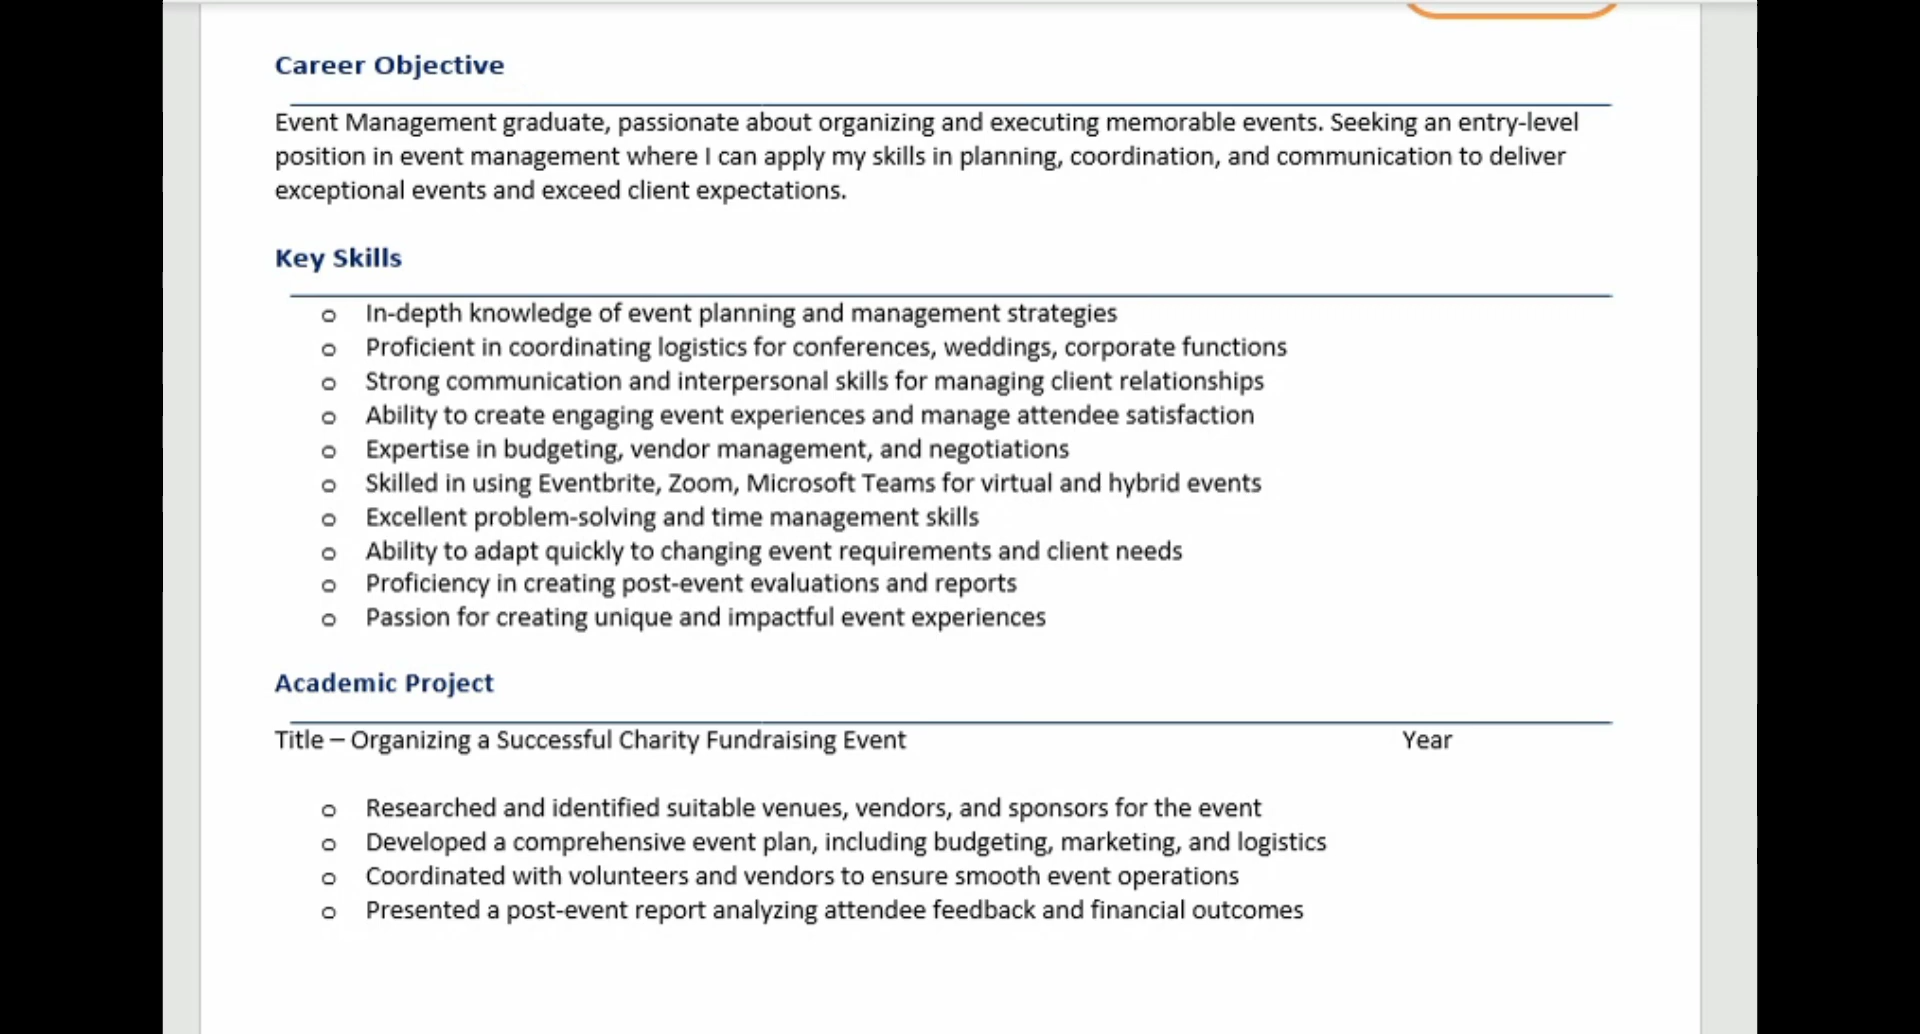 Career Objective
Event Management graduate, passionate about organizing and executing memorable events. Seeking an entry-level
position in event management where I can apply my skills in planning, coordination, and communication to deliver
exceptional events and exceed client expectations.
Key Skills
o In-depth knowledge of event planning and management strategies
o Proficient in coordinating logistics for conferences, weddings, corporate functions
o Strong communication and interpersonal skills for managing client relationships
o Ability to create engaging event experiences and manage attendee satisfaction
o Expertise in budgeting, vendor management, and negotiations
o Skilled in using Eventbrite, Zoom, Microsoft Teams for virtual and hybrid events
o Excellent problem-solving and time management skills
o Ability to adapt quickly to changing event requirements and client needs
o Proficiency in creating post-event evaluations and reports
o Passion for creating unique and impactful event experiences
Academic Project
Title – Organizing a Successful Charity Fundraising Event Year
o Researched and identified suitable venues, vendors, and sponsors for the event
o Developed a comprehensive event plan, including budgeting, marketing, and logistics
o Coordinated with volunteers and vendors to ensure smooth event operations
o Presented a post-event report analyzing attendee feedback and financial outcomes